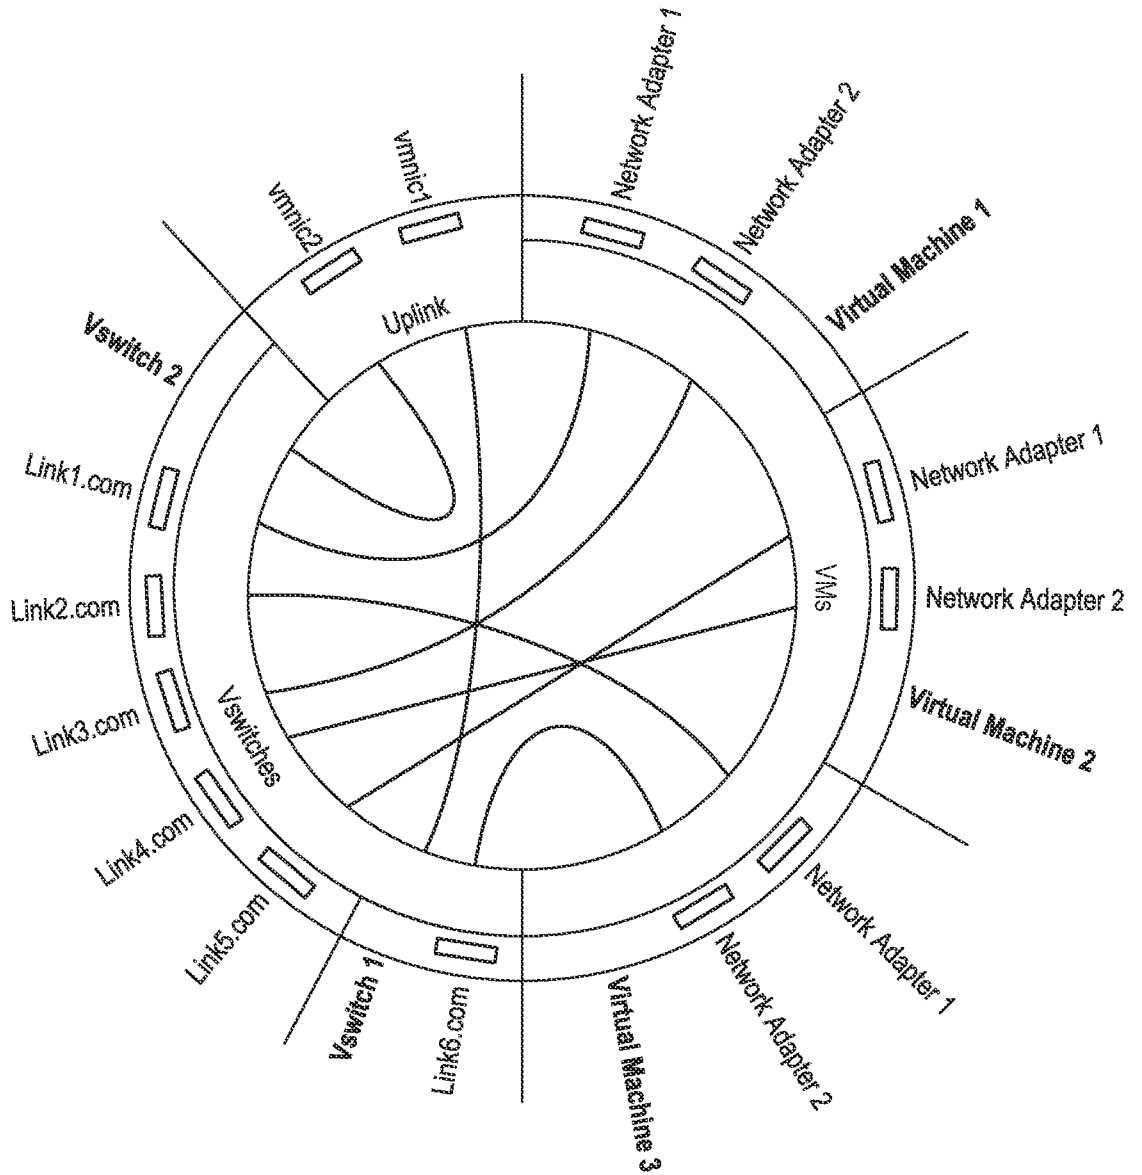 Network Adapter 1
Network Adapter 2
Virtual Machine 1
Network Adapter 1
Network Adapter 2
Virtual Machine 2
Network Adapter 1
Network Adapter 2
Virtual Machine 3
Link6.com
Vswitch 1
Link5.com
Link4.com
Link3.com
Link2.com
Link1.com
Vswitch 2
vmnic2
vmnic1
Uplink
VMs
Vswitches